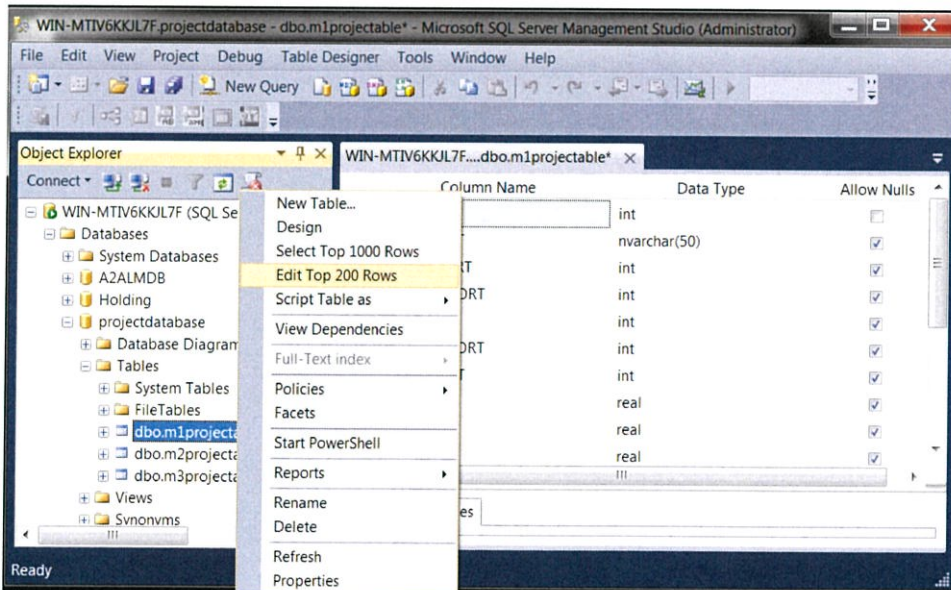 WIN-MTIV6KKJL7F.projectdatabase - dbo.m1projectable* - Microsoft SQL Server Management Studio (Administrator)
File Edit View Project Debug Table Designer Tools Window Help
New Query
Object Explorer
WIN-MTIV6KKJL7F....dbo.m1projectable*
Connect
Column Name Data Type Allow Nulls
WIN-MTIV6KKJL7F (SQL Se
Databases
System Databases
A2ALMDB
Holding
projectdatabase
Database Diagram
Tables
System Tables
FileTables
dbo.m1projecta
dbo.m2projecta
dbo.m3projecta
Views
Synonyms
New Table...
Design
Select Top 1000 Rows
Edit Top 200 Rows
Script Table as
View Dependencies
Full-Text index
Policies
Facets
Start PowerShell
Reports
Rename
Delete
Refresh
Properties
int
nvarchar(50)
int
ORT int
int
ORT int
int
real
real
real
es
Ready